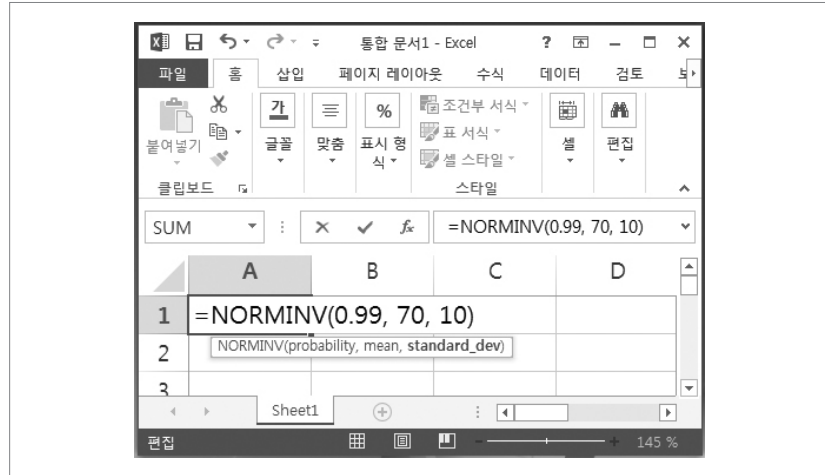 통합 문서1 - Excel ?
파일 홈 삽입 페이지 레이아웃 수식 데이터 검토
붙여넣기
클립보드
가
글꼴
맞춤
%
표시 형식
조건부 서식
표 서식
셀 스타일
스타일
셀
편집
SUM fx =NORMINV(0.99, 70, 10)
A B C D
1 =NORMINV(0.99, 70, 10)
NORMINV(probability, mean, standard_dev)
2
3
Sheet1
편집 145 %